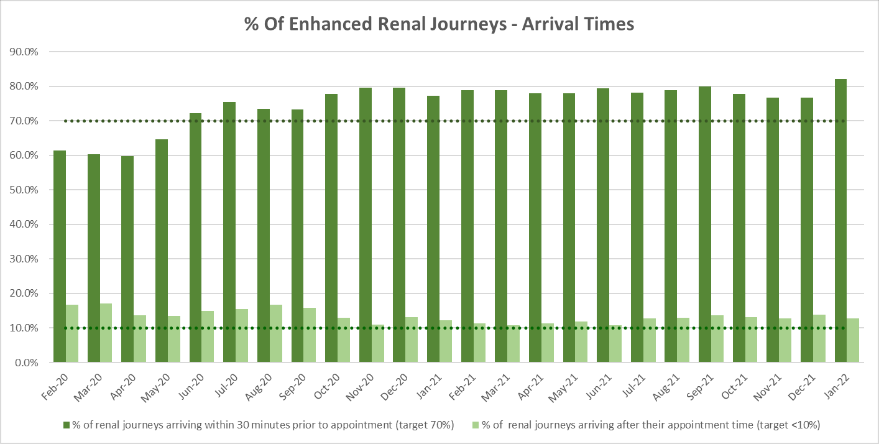 % Of Enhanced Renal Journeys - Arrival Times
90.0%
80.0%
70.0%
60.0%
50.0%
40.0%
30.0%
20.0%
10.0%
0.0%
Feb-20
Mar-20
Apr-20
May-20
Jun-20
Jul-20
Aug-20
Sep-20
Oct-20
Nov-20
Dec-20
Jan-21
Feb-21
Mar-21
Apr-21
May-21
Jun-21
Jul-21
Aug-21
Sep-21
Oct-21
Nov-21
Dec-21
Jan-22
% of renal journeys arriving within 30 minutes prior to appointment (target 70%)
% of renal journeys arriving after their appointment time (target <10%)